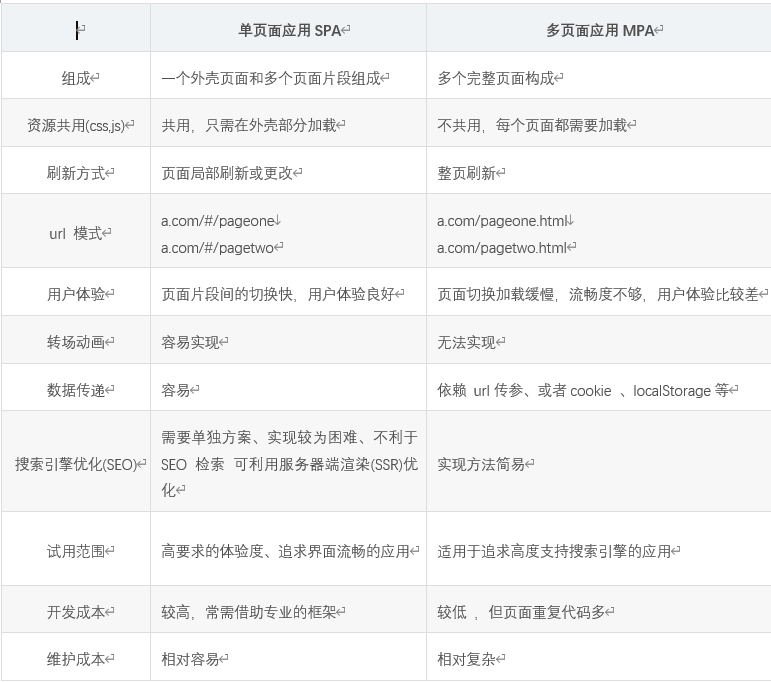 单页面应用 SPA 多页面应用 MPA
组成 一个外壳页面和多个页面片段组成 多个完整页面构成
资源共用(css,js) 共用，只需在外壳部分加载 不共用，每个页面都需要加载
刷新方式 页面局部刷新或更改 整页刷新
url 模式
a.com/#/pageone
a.com/#/pagetwo
a.com/pageone.html
a.com/pagetwo.html
用户体验 页面片段间的切换快，用户体验良好 页面切换加载缓慢，流畅度不够，用户体验比较差
转场动画 容易实现 无法实现
数据传递 容易 依赖 url 传参、或者 cookie 、localStorage 等
搜索引擎优化(SEO)
需要单独方案、实现较为困难、不利于
SEO 检索 可利用服务器端渲染(SSR)优
化
实现方法简易
试用范围 高要求的体验度、追求界面流畅的应用 适用于追求高度支持搜索引擎的应用
开发成本 较高，常需借助专业的框架 较低 ，但页面重复代码多
维护成本 相对容易 相对复杂